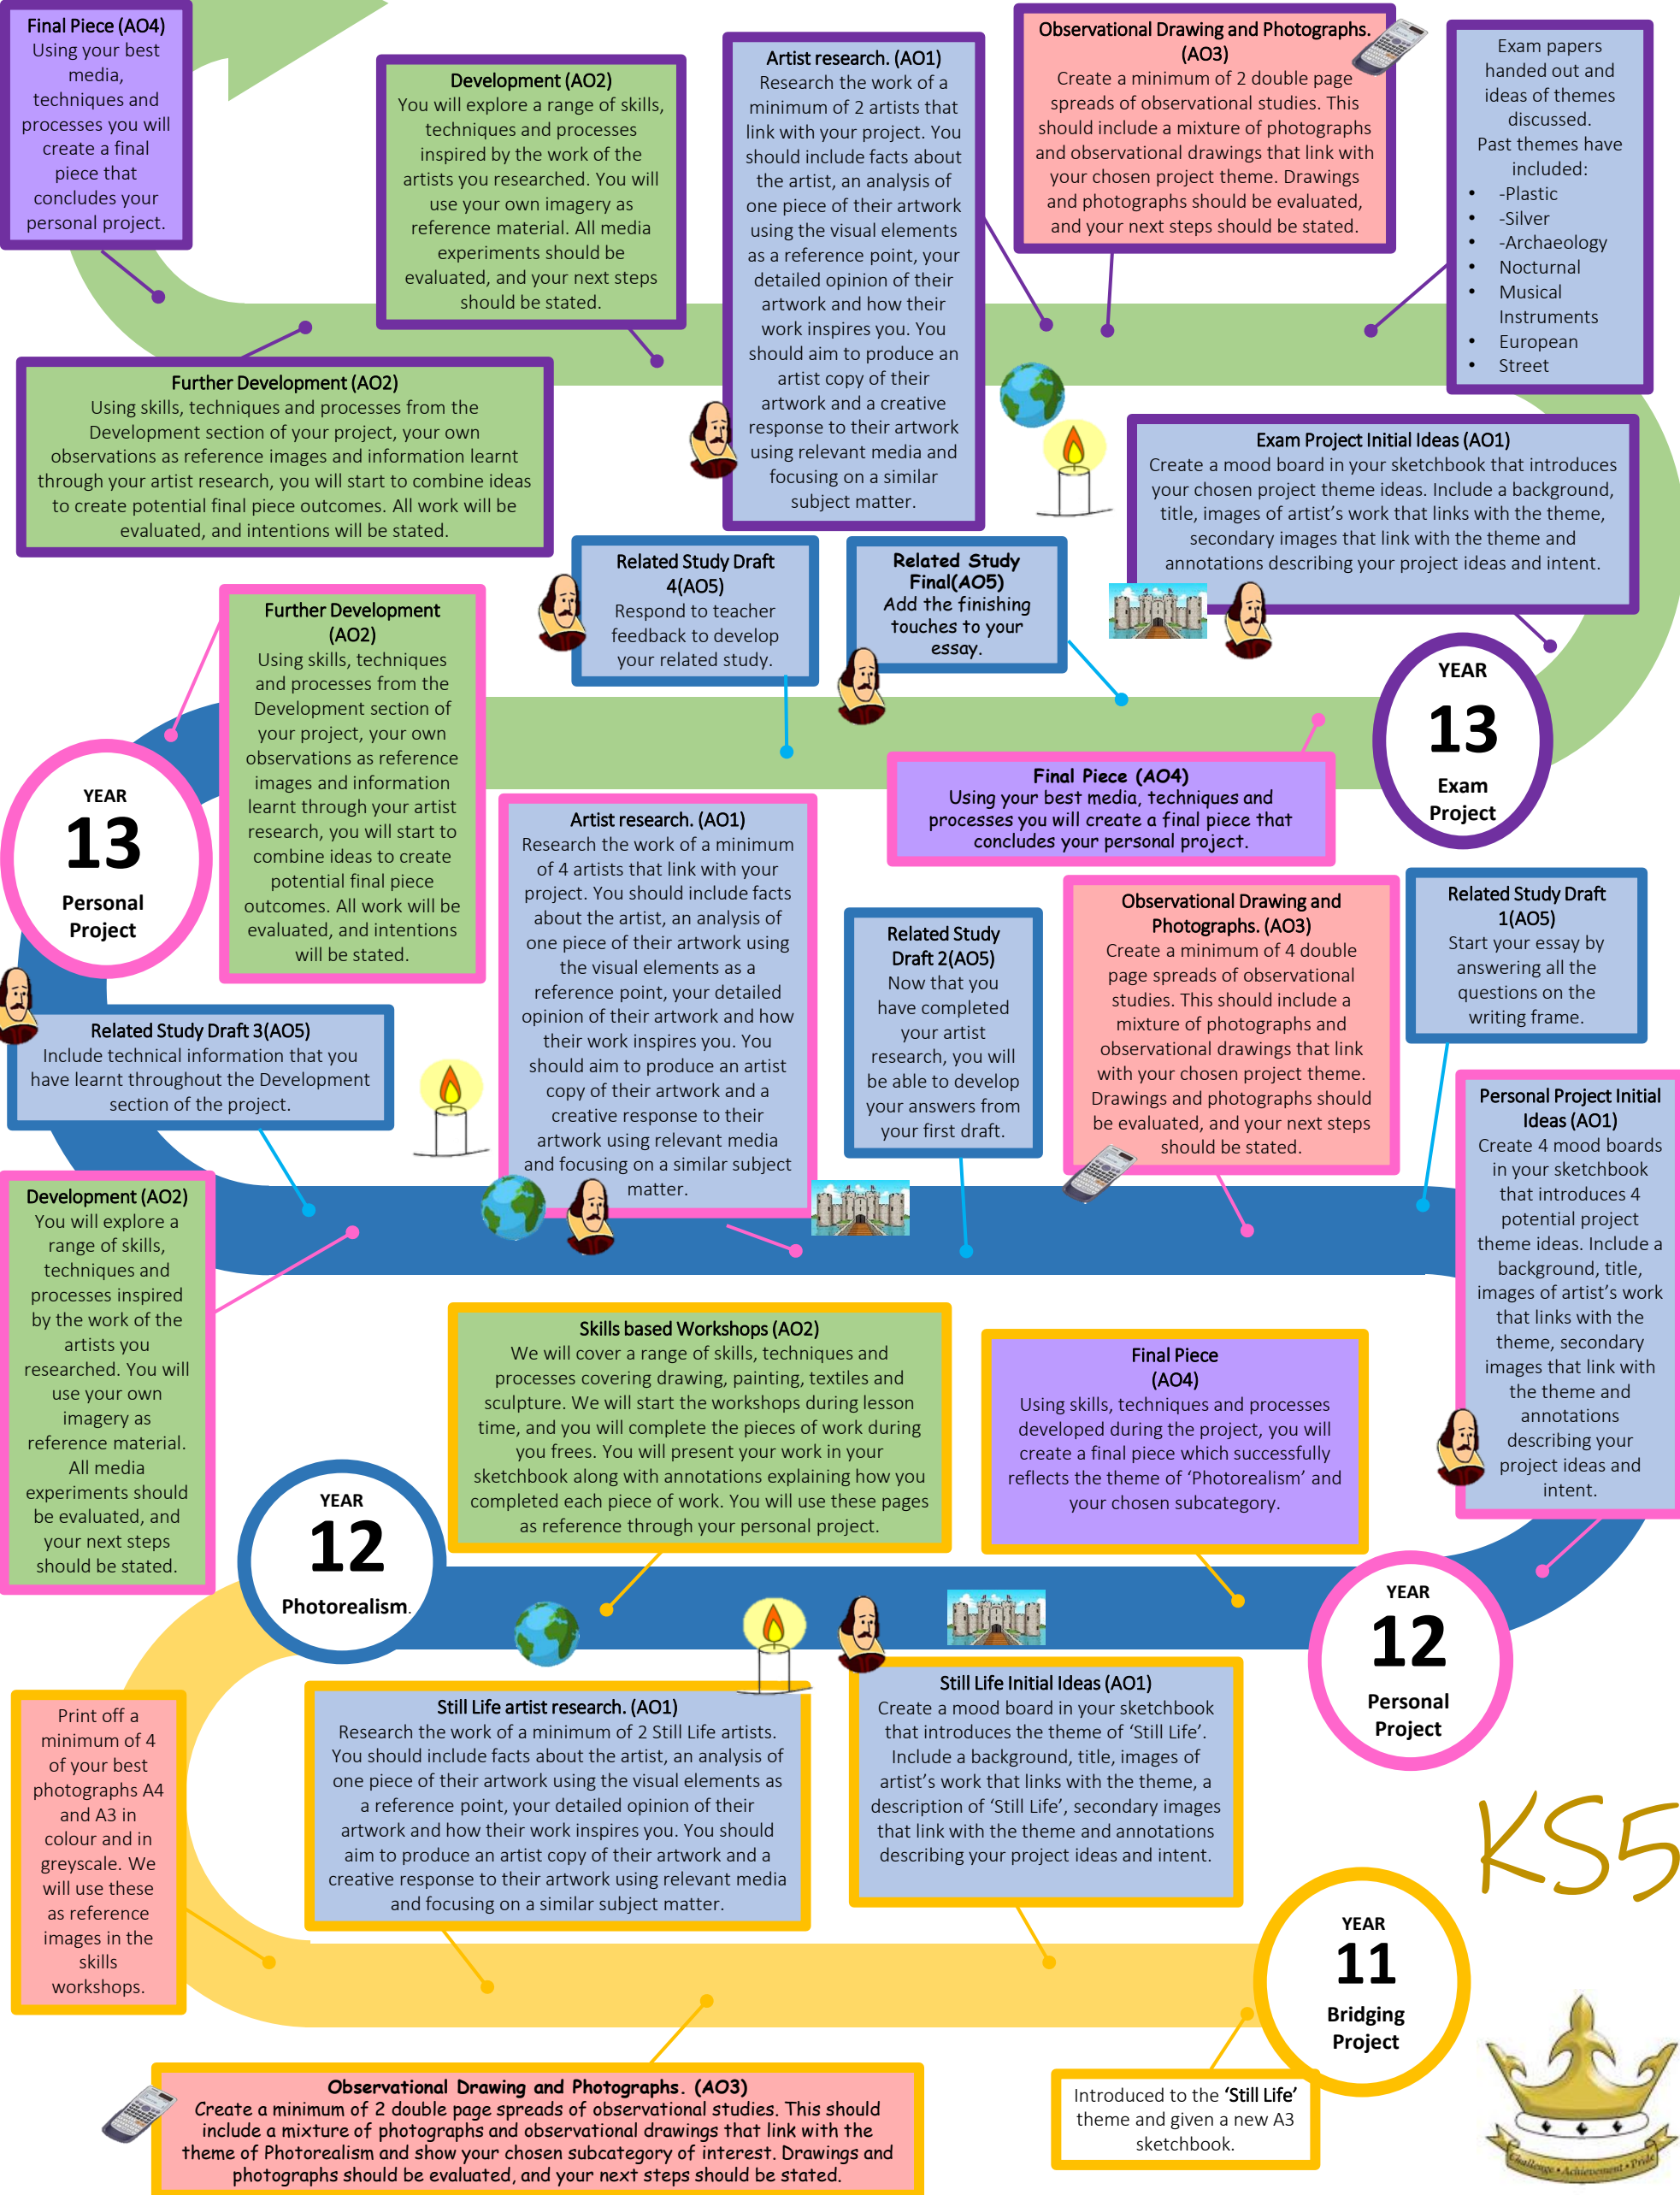 Final Piece (AO4)
Using your best
media,
techniques and
processes you will
create a final
piece that
concludes your
personal project.
Development (AO2)
You will explore a range of skills,
techniques and processes
inspired by the work of the
artists you researched. You will
use your own imagery as
reference material. All media
experiments should be
evaluated, and your next steps
should be stated.
Artist research. (AO1)
Research the work of a
minimum of 2 artists that
link with your project. You
should include facts about
the artist, an analysis of
one piece of their artwork
using the visual elements
as a reference point, your
detailed opinion of their
artwork and how their
work inspires you. You
should aim to produce an
artist copy of their
artwork and a creative
response to their artwork
using relevant media and
focusing on a similar
subject matter.
Observational Drawing and Photographs.
(AO3)
Create a minimum of 2 double page
spreads of observational studies. This
should include a mixture of photographs
and observational drawings that link with
your chosen project theme. Drawings
and photographs should be evaluated,
and your next steps should be stated.
Exam papers
handed out and
ideas of themes
discussed.
Past themes have
included:
• -Plastic
• -Silver
• -Archaeology
• Nocturnal
• Musical
Instruments
• European
• Street
Further Development (AO2)
Using skills, techniques and processes from the
Development section of your project, your own
observations as reference images and information learnt
through your artist research, you will start to combine ideas
to create potential final piece outcomes. All work will be
evaluated, and intentions will be stated.
Exam Project Initial Ideas (AO1)
Create a mood board in your sketchbook that introduces
your chosen project theme ideas. Include a background,
title, images of artist's work that links with the theme,
secondary images that link with the theme and
annotations describing your project ideas and intent.
Related Study Draft
4(AO5)
Respond to teacher
feedback to develop
your related study.
Related Study
Final(AO5)
Add the finishing
touches to your
essay.
Further Development
(AO2)
Using skills, techniques
and processes from the
Development section of
your project, your own
observations as reference
images and information
learnt through your artist
research, you will start to
combine ideas to create
potential final piece
outcomes. All work will be
evaluated, and intentions
will be stated.
YEAR
13
Exam
Project
YEAR
13
Personal
Project
Final Piece (AO4)
Using your best media, techniques and
processes you will create a final piece that
concludes your personal project.
Artist research. (AO1)
Research the work of a minimum
of 4 artists that link with your
project. You should include facts
about the artist, an analysis of
one piece of their artwork using
the visual elements as a
reference point, your detailed
opinion of their artwork and how
their work inspires you. You
should aim to produce an artist
copy of their artwork and a
creative response to their
artwork using relevant media
and focusing on a similar subject
matter.
Related Study
Draft 2(AO5)
Now that you
have completed
your artist
research, you will
be able to develop
your answers from
your first draft.
Observational Drawing and
Photographs. (AO3)
Create a minimum of 4 double
page spreads of observational
studies. This should include a
mixture of photographs and
observational drawings that link
with your chosen project theme.
Drawings and photographs should
be evaluated, and your next steps
should be stated.
Related Study Draft
1(AO5)
Start your essay by
answering all the
questions on the
writing frame.
Related Study Draft 3(AO5)
Include technical information that you
have learnt throughout the Development
section of the project.
Personal Project Initial
Ideas (AO1)
Create 4 mood boards
in your sketchbook
that introduces 4
potential project
theme ideas. Include a
background, title,
images of artist's work
that links with the
theme, secondary
images that link with
the theme and
annotations
describing your
project ideas and
intent.
Development (AO2)
You will explore a
range of skills,
techniques and
processes inspired
by the work of the
artists you
researched. You will
use your own
imagery as
reference material.
All media
experiments should
be evaluated, and
your next steps
should be stated.
Skills based Workshops (AO2)
We will cover a range of skills, techniques and
processes covering drawing, painting, textiles and
sculpture. We will start the workshops during lesson
time, and you will complete the pieces of work during
you frees. You will present your work in your
sketchbook along with annotations explaining how you
completed each piece of work. You will use these pages
as reference through your personal project.
Final Piece
(AO4)
Using skills, techniques and processes
developed during the project, you will
create a final piece which successfully
reflects the theme of 'Photorealism' and
your chosen subcategory.
YEAR
12
Photorealism.
YEAR
12
Personal
Project
Print off a
minimum of 4
of your best
photographs A4
and A3 in
colour and in
greyscale. We
will use these
as reference
images in the
skills
workshops.
Still Life artist research. (AO1)
Research the work of a minimum of 2 Still Life artists.
You should include facts about the artist, an analysis of
one piece of their artwork using the visual elements as
a reference point, your detailed opinion of their
artwork and how their work inspires you. You should
aim to produce an artist copy of their artwork and a
creative response to their artwork using relevant media
and focusing on a similar subject matter.
Still Life Initial Ideas (AO1)
Create a mood board in your sketchbook
that introduces the theme of 'Still Life'.
Include a background, title, images of
artist's work that links with the theme, a
description of 'Still Life', secondary images
that link with the theme and annotations
describing your project ideas and intent.
KS5
YEAR
11
Bridging
Project
Observational Drawing and Photographs. (AO3)
Create a minimum of 2 double page spreads of observational studies. This should
include a mixture of photographs and observational drawings that link with the
theme of Photorealism and show your chosen subcategory of interest. Drawings and
photographs should be evaluated, and your next steps should be stated.
Introduced to the 'Still Life'
theme and given a new A3
sketchbook.
Challenge • Achievement • Pride